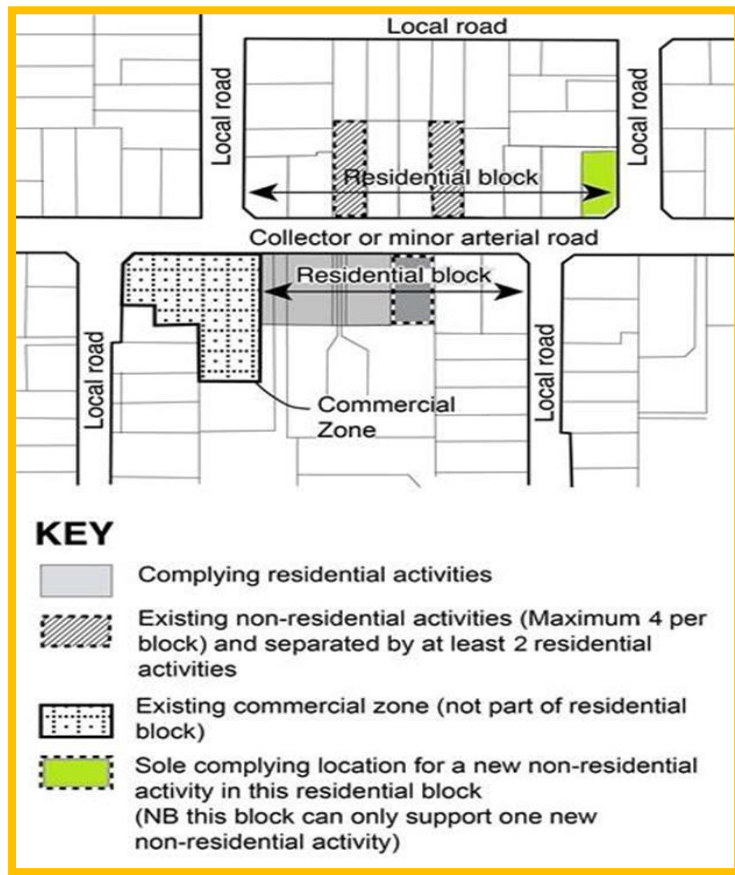 Local road
Local road
Local road
Residential block
Collector or minor arterial road
Residential block
Local road
Local road
Commercial
Zone
KEY
Complying residential activities
Existing non-residential activities (Maximum 4 per
block) and separated by at least 2 residential
activities
Existing commercial zone (not part of residential
block)
Sole complying location for a new non-residential
activity in this residential block
(NB this block can only support one new
non-residential activity)